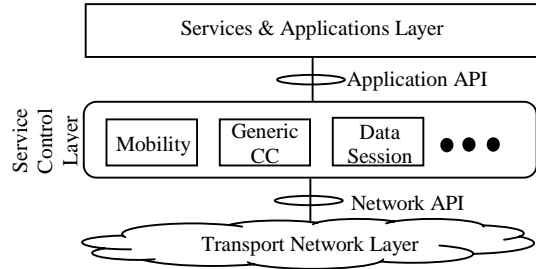 Services & Applications Layer
Application API
Service
Control
Layer
Mobility
Generic
CC
Data
Session
Network API
Transport Network Layer